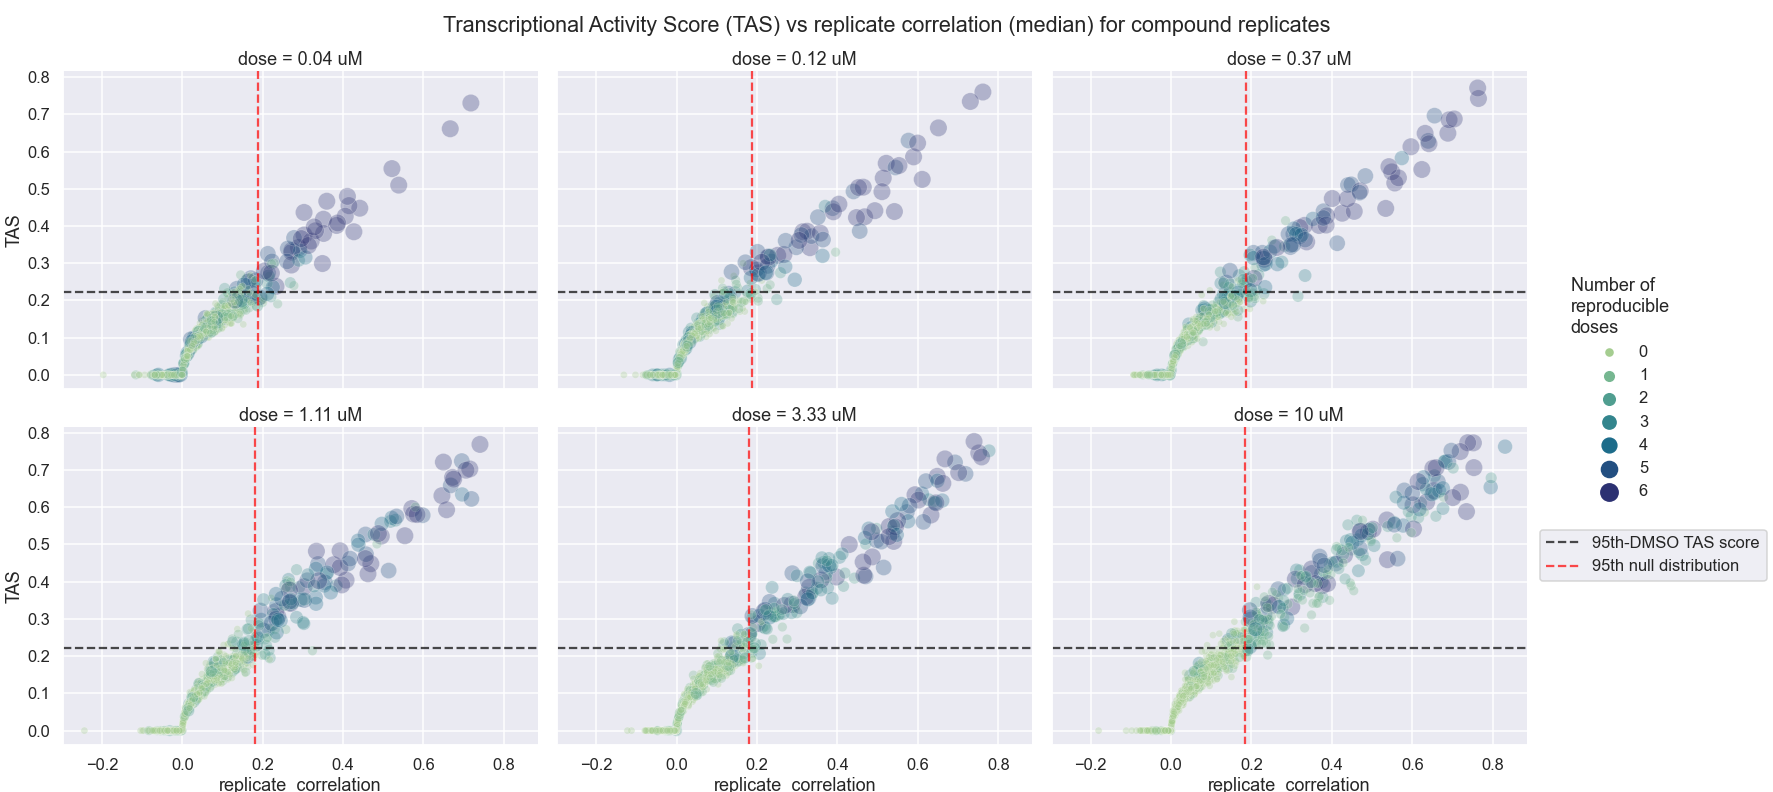 Transcriptional Activity Score (TAS) vs replicate correlation (median) for compound replicates
dose = 0.04 uM
dose = 0.12 uM
dose = 0.37 uM
0.8
0.7
0.6
0.5
0.4
0.3
0.2
0.1
0.0
TAS
dose = 1.11 uM
dose = 3.33 uM
dose = 10 uM
0.8
0.7
0.6
0.5
0.4
0.3
0.2
0.1
0.0
TAS
−0.2 0.0 0.2 0.4 0.6 0.8
−0.2 0.0 0.2 0.4 0.6 0.8
−0.2 0.0 0.2 0.4 0.6 0.8
replicate_correlation
replicate_correlation
replicate_correlation
Number of
reproducible
doses
0
1
2
3
4
5
6
95th-DMSO TAS score
95th null distribution